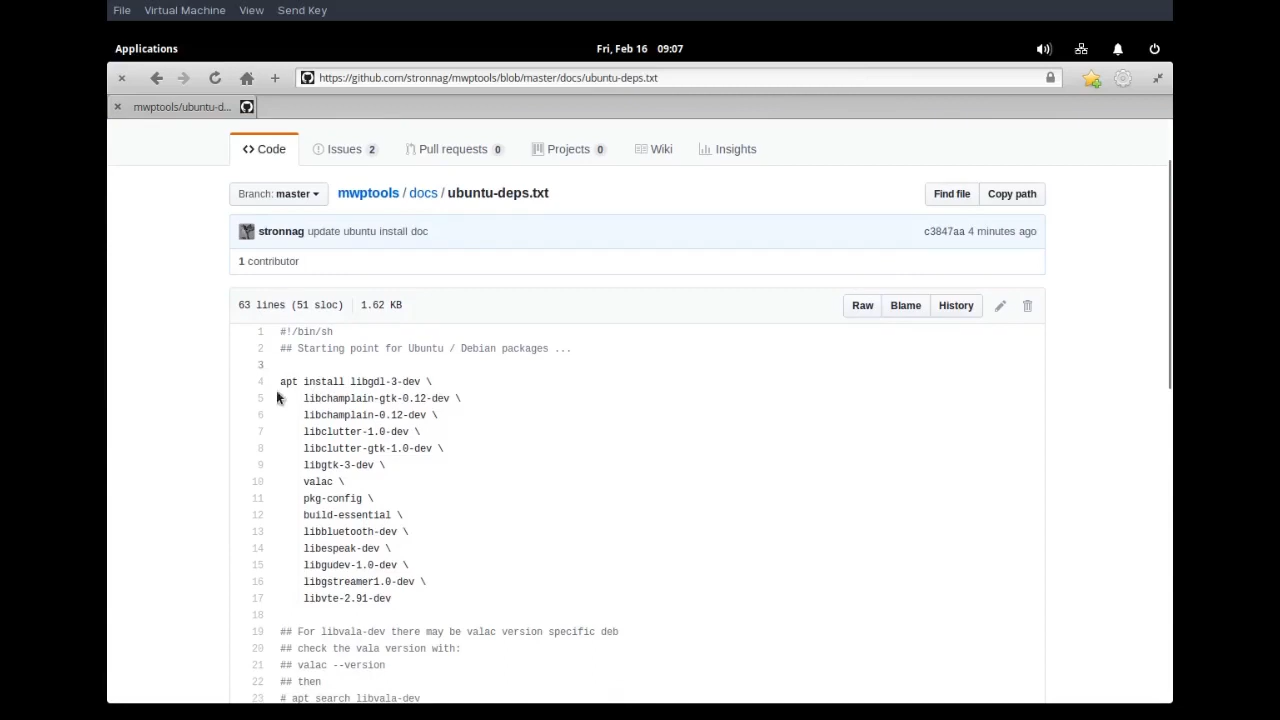 File Virtual Machine View Send Key
Applications Fri, Feb 16 09:07
https://github.com/stronnag/mwptools/blob/master/docs/ubuntu-deps.txt
mwptools/ubuntu-d...
Code Issues 2 Pull requests 0 Projects 0 Wiki Insights
Branch: master mwptools / docs / ubuntu-deps.txt Find file Copy path
stronnag update ubuntu install doc c3847aa 4 minutes ago
1 contributor
63 lines (51 sloc) 1.62 KB Raw Blame History
1 #!/bin/sh
2 ## Starting point for Ubuntu / Debian packages ...
3
4 apt install libgdl-3-dev \
5 libchamplain-gtk-0.12-dev \
6 libchamplain-0.12-dev \
7 libclutter-1.0-dev \
8 libclutter-gtk-1.0-dev \
9 libgtk-3-dev \
10 valac \
11 pkg-config \
12 build-essential \
13 libbluetooth-dev \
14 libespeak-dev \
15 libgudev-1.0-dev \
16 libgstreamer1.0-dev \
17 libvte-2.91-dev
18
19 ## For libvala-dev there may be valac version specific deb
20 ## check the vala version with:
21 ## valac --version
22 ## then
23 # apt search libvala-dev